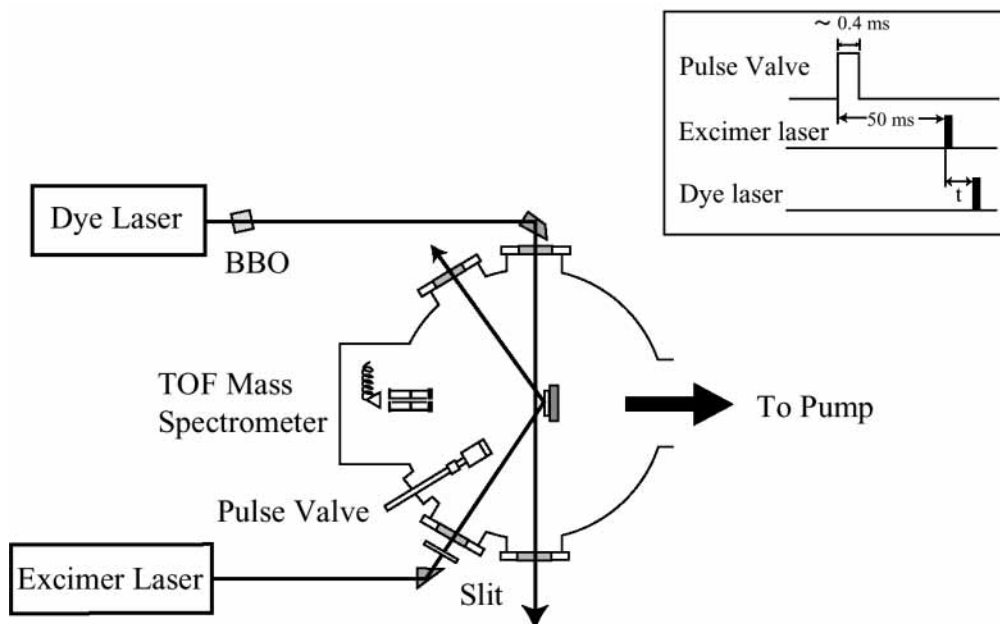 ~ 0.4 ms
Pulse Valve
50 ms
Excimer laser
Dye laser
t
Dye Laser
BBO
TOF Mass
Spectrometer
To Pump
Pulse Valve
Excimer Laser
Slit